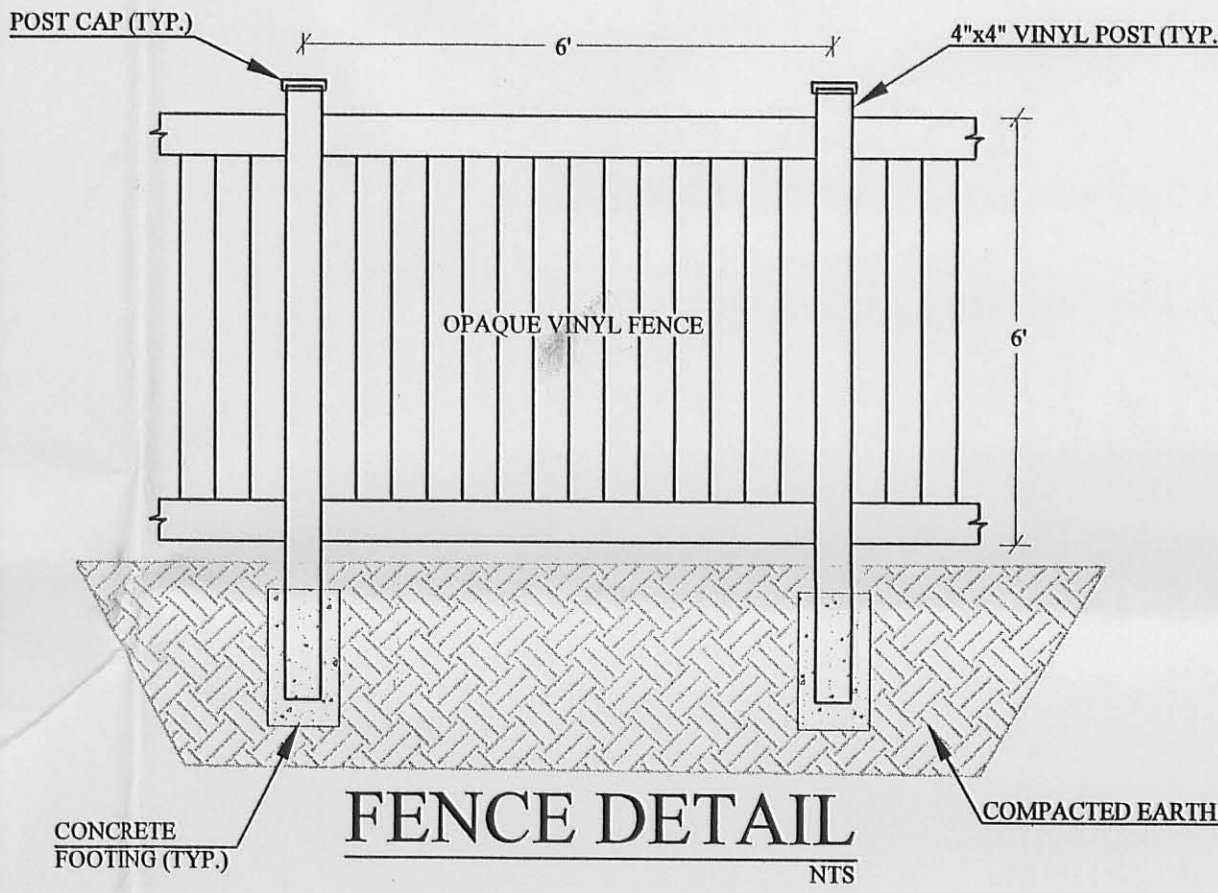 POST CAP (TYP.)
6'
4"x4" VINYL POST (TYP.
OPAQUE VINYL FENCE
6'
CONCRETE
FOOTING (TYP.)
FENCE DETAIL
NTS
COMPACTED EARTH